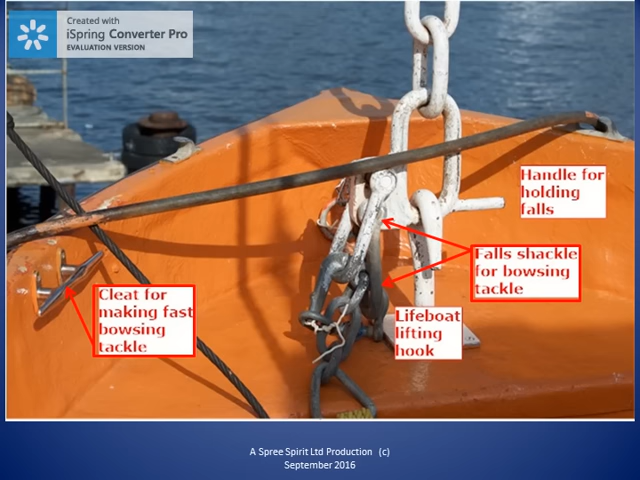 Created with
iSpring Converter Pro
EVALUATION VERSION
Handle for
holding
falls
Falls shackle
for bowsing
tackle
Cleat for
making fast
bowsing
tackle
Lifeboat
lifting
hook
A Spree Spirit Ltd Production (c)
September 2016